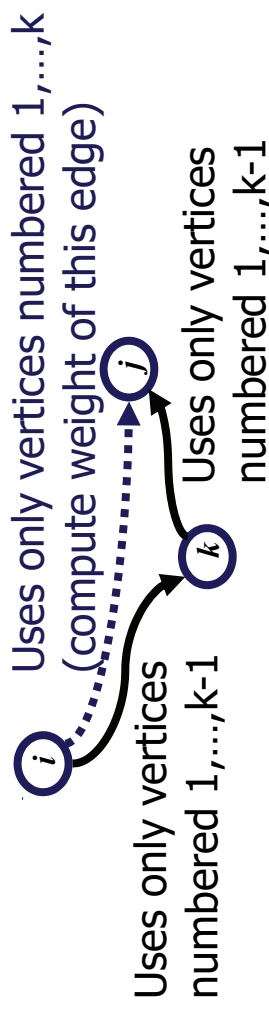 Uses only vertices numbered 1,…,k
(compute weight of this edge)
i
j
k
Uses only vertices
numbered 1,…,k-1
Uses only vertices
numbered 1,…,k-1